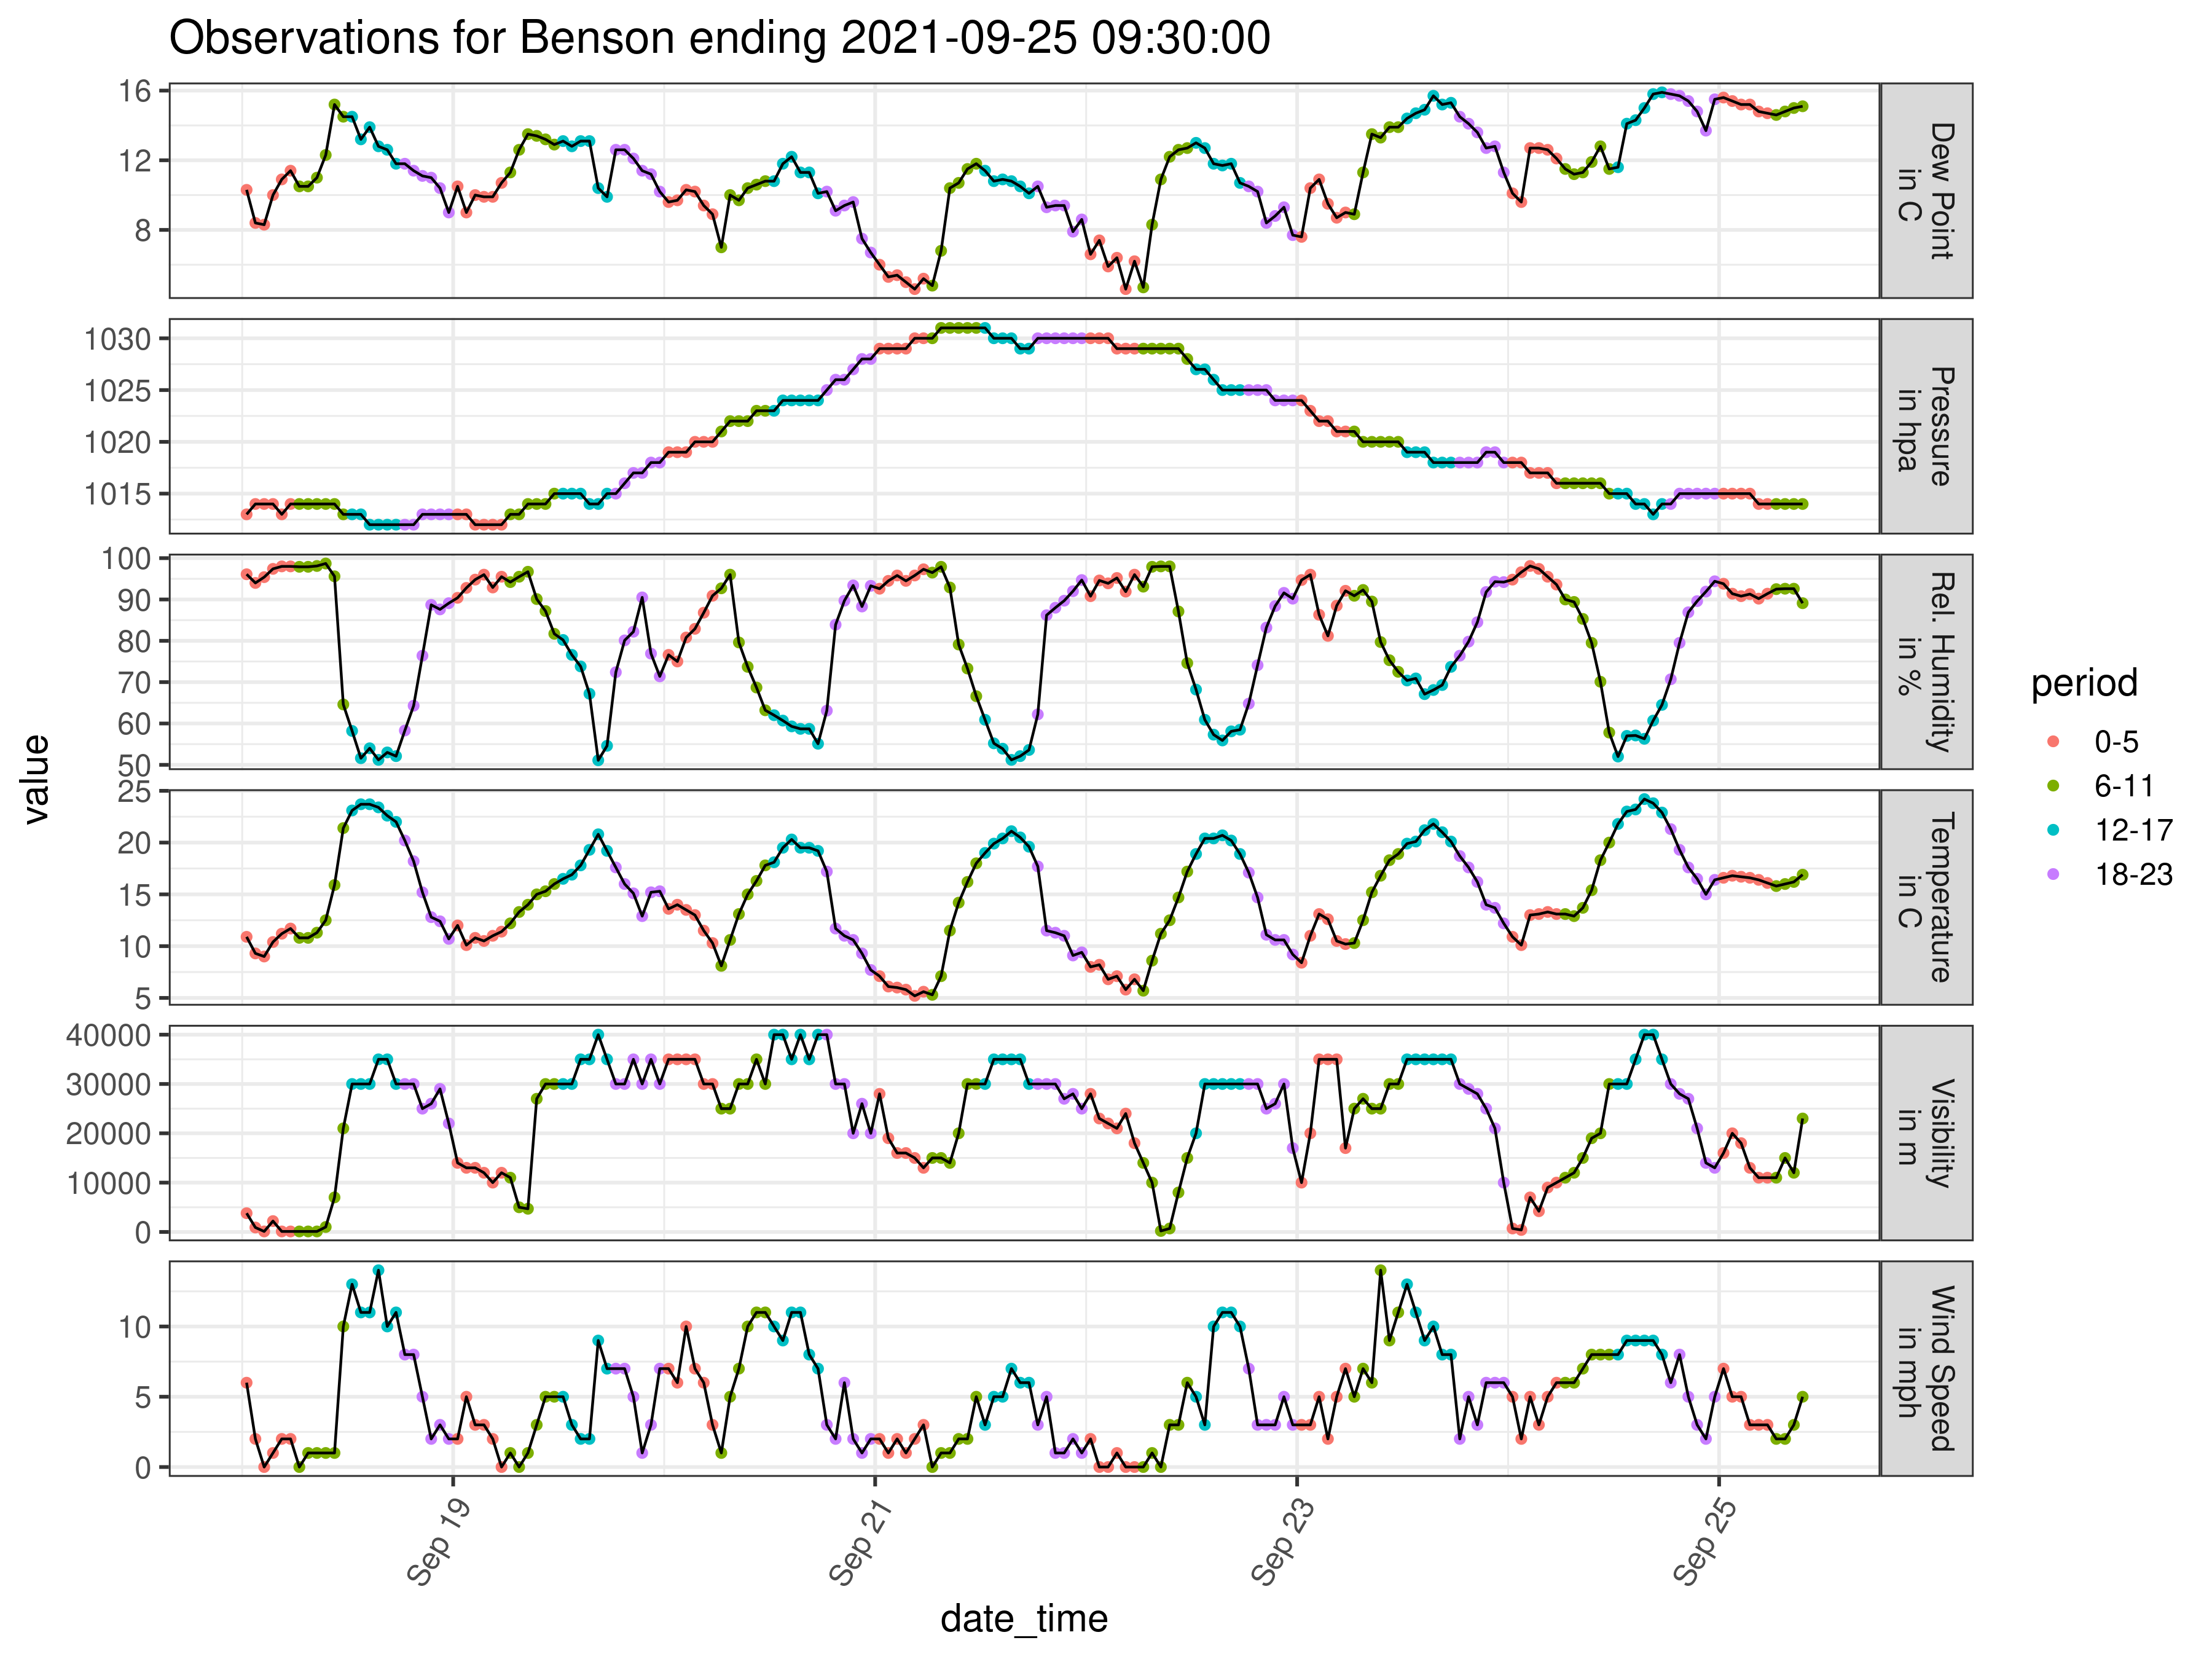 Observations for Benson ending 2021-09-25 09:30:00
value
16
12
8
Dew Point
in C
1030
1025
1020
1015
Pressure
in hpa
100
90
80
70
60
50
Rel. Humidity
in %
25
20
15
10
5
Temperature
in C
40000
30000
20000
10000
0
Visibility
in m
10
5
0
Wind Speed
in mph
Sep 19
Sep 21
Sep 23
Sep 25
date_time
period
0-5
6-11
12-17
18-23